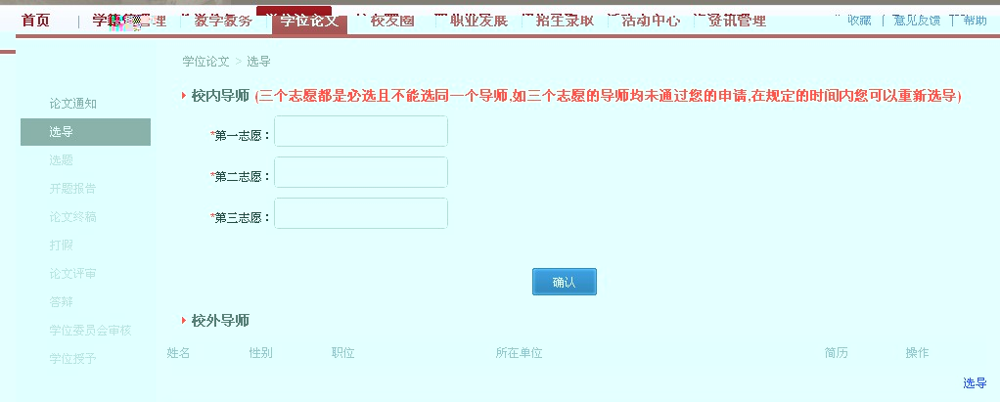 首页 教学教务 学位论文 校友圈 职业发展 招生录取 活动中心 资讯管理 收藏 | 意见反馈 | 帮助
学位论文 > 选导
校内导师 (三个志愿都是必选且不能选同一个导师,如三个志愿的导师均未通过您的申请,在规定的时间内您可以重新选导)
论文通知
选导
选题
开题报告
论文终稿
打假
论文评审
答辩
学位委员会审核
学位授予
*第一志愿：
*第二志愿：
*第三志愿：
确认
校外导师
姓名 性别 职位 所在单位 简历 操作
选导